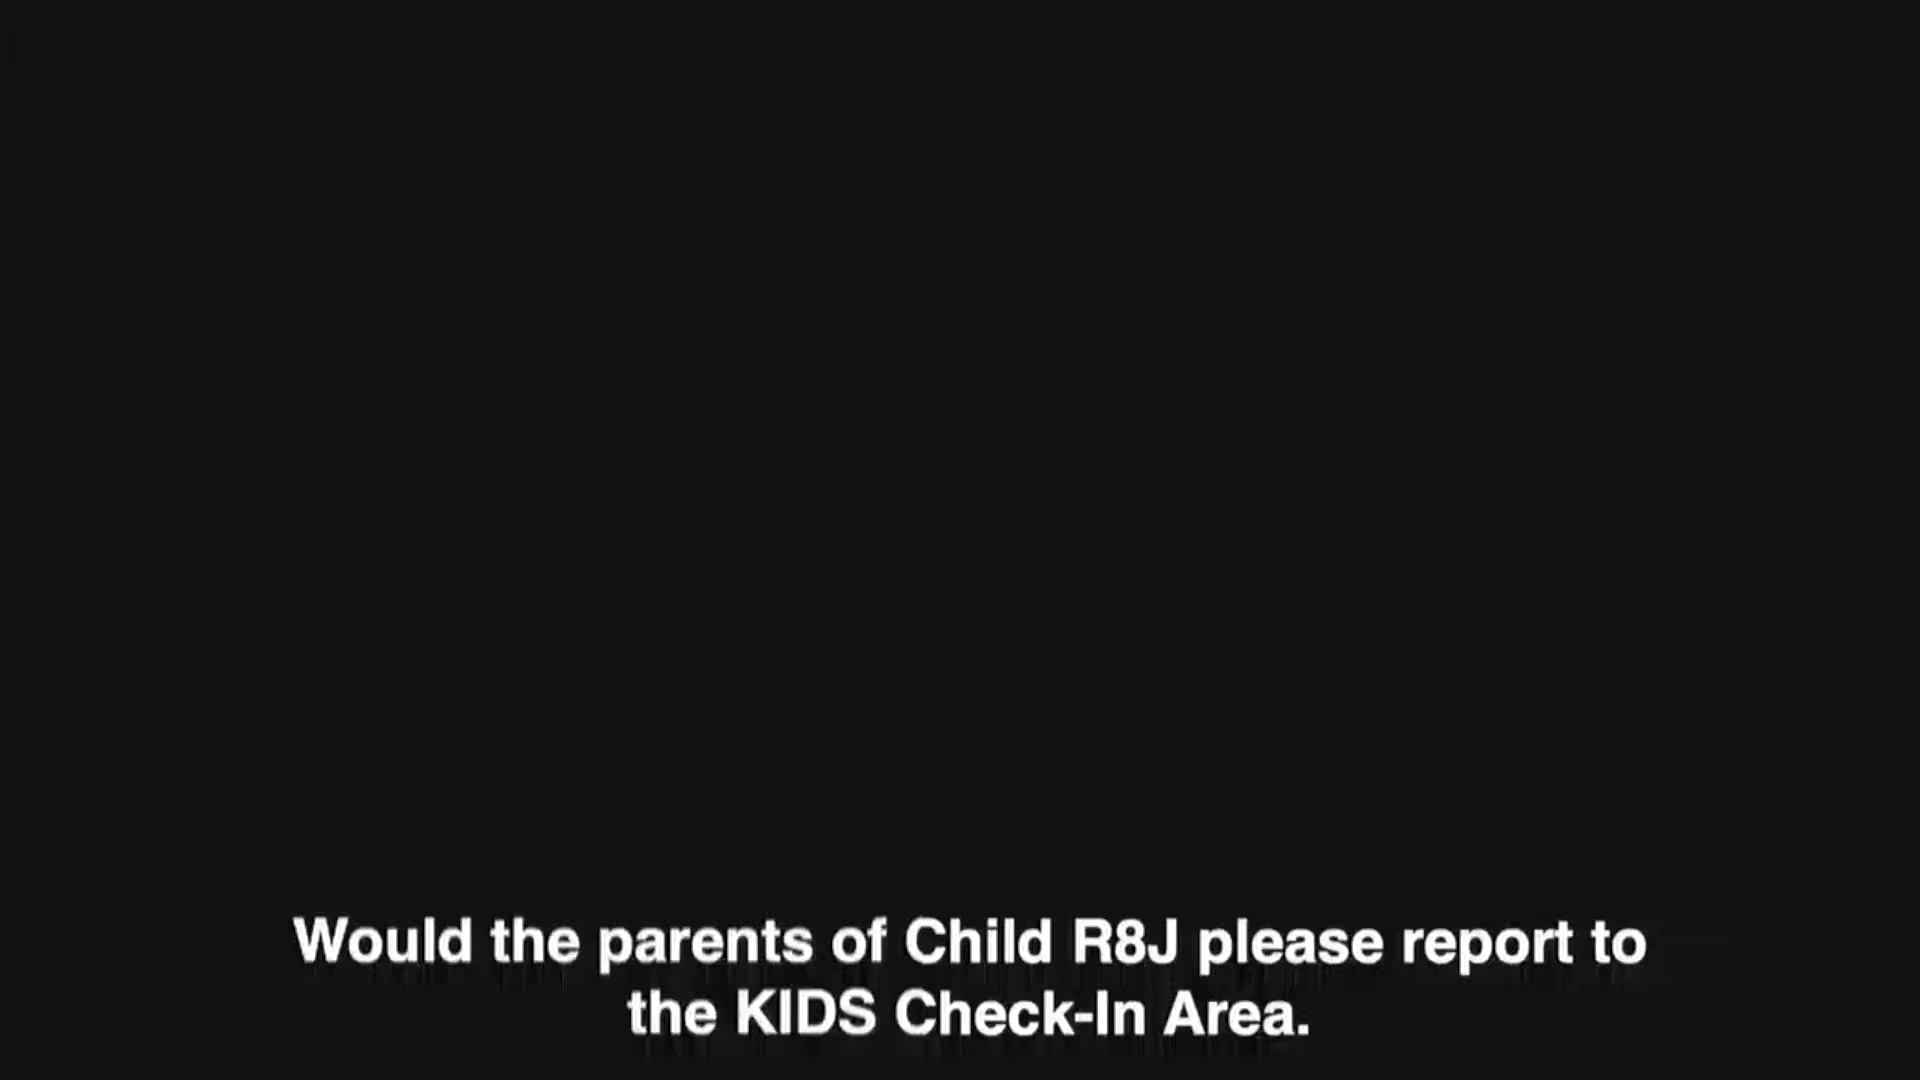 Would the parents of Child R8J please report to
the KIDS Check-In Area.